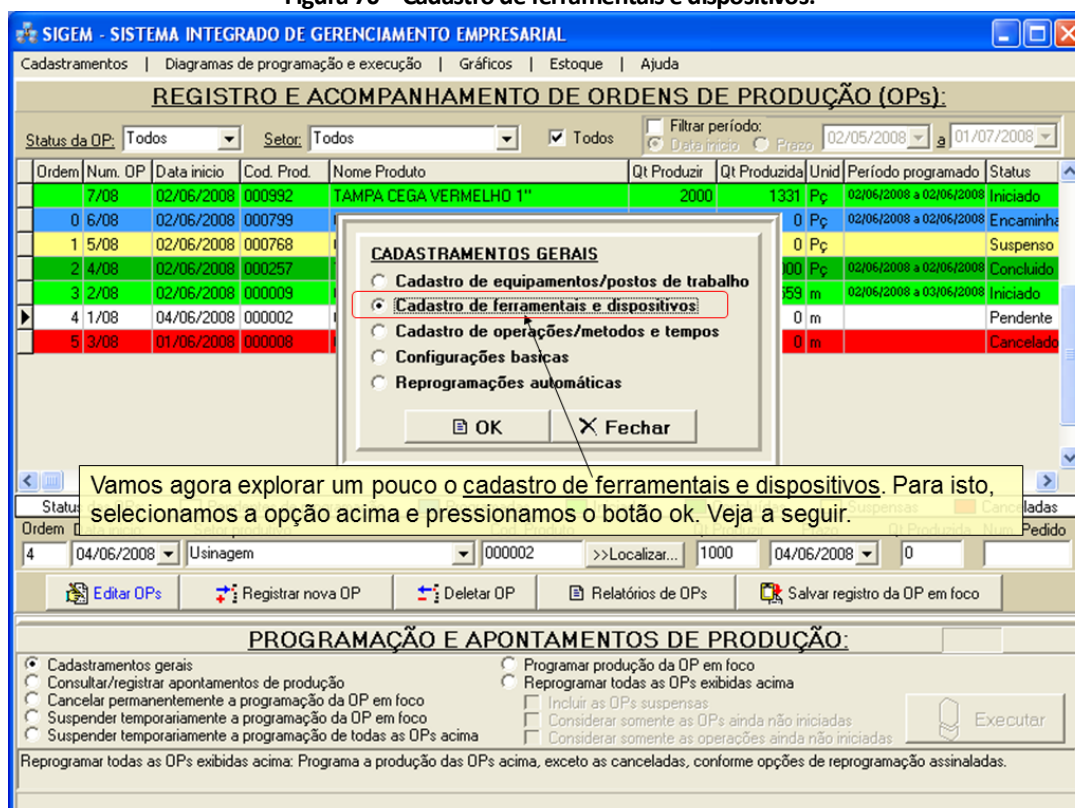 Figura 70 – Cadastro de ferramentais e dispositivos.
SIGEM - SISTEMA INTEGRADO DE GERENCIAMENTO EMPRESARIAL
Cadastramentos | Diagramas de programação e execução | Gráficos | Estoque | Ajuda
REGISTRO E ACOMPANHAMENTO DE ORDENS DE PRODUÇÃO (OPs):
Status da OP: Todos Setor: Todos Todos Filtrar período: Data inicio Prazo 02/05/2008 a 01/07/2008
Ordem Num. OP Data inicio Cod. Prod. Nome Produto Qt Produzir Qt Produzida Unid Período programado Status
7/08 02/06/2008 000992 TAMPA CEGA VERMELHO 1" 2000 1331 Pç 02/06/2008 a 02/06/2008 Iniciado
0 6/08 02/06/2008 000799 0 Pç 02/06/2008 a 02/06/2008 Encaminha
1 5/08 02/06/2008 000768 0 Pç Suspenso
2 4/08 02/06/2008 000257 000 Pç 02/06/2008 a 02/06/2008 Concluido
3 2/08 02/06/2008 000009 559 m 02/06/2008 a 03/06/2008 Iniciado
4 1/08 04/06/2008 000002 0 m Pendente
5 3/08 01/06/2008 000008 0 m Cancelado
CADASTRAMENTOS GERAIS
Cadastro de equipamentos/postos de trabalho
Cadastro de ferramentais e dispositivos
Cadastro de operações/metodos e tempos
Configurações basicas
Reprogramações automáticas
OK Fechar
Vamos agora explorar um pouco o cadastro de ferramentais e dispositivos. Para isto,
selecionamos a opção acima e pressionamos o botão ok. Veja a seguir.
Status
Ordem Num. Pedido
4 04/06/2008 Usinagem 000002 >>Localizar... 1000 04/06/2008 0
Editar OPs Registrar nova OP Deletar OP Relatórios de OPs Salvar registro da OP em foco
PROGRAMAÇÃO E APONTAMENTOS DE PRODUÇÃO:
Cadastramentos gerais
Consultar/registrar apontamentos de produção
Cancelar permanentemente a programação da OP em foco
Suspender temporariamente a programação da OP em foco
Suspender temporariamente a programação de todas as OPs acima
Programar produção da OP em foco
Reprogramar todas as OPs exibidas acima
Incluir as OPs suspensas
Considerar somente as OPs ainda não iniciadas
Considerar somente as operações ainda não iniciadas
Executar
Reprogramar todas as OPs exibidas acima: Programa a produção das OPs acima, exceto as canceladas, conforme opções de reprogramação assinaladas.